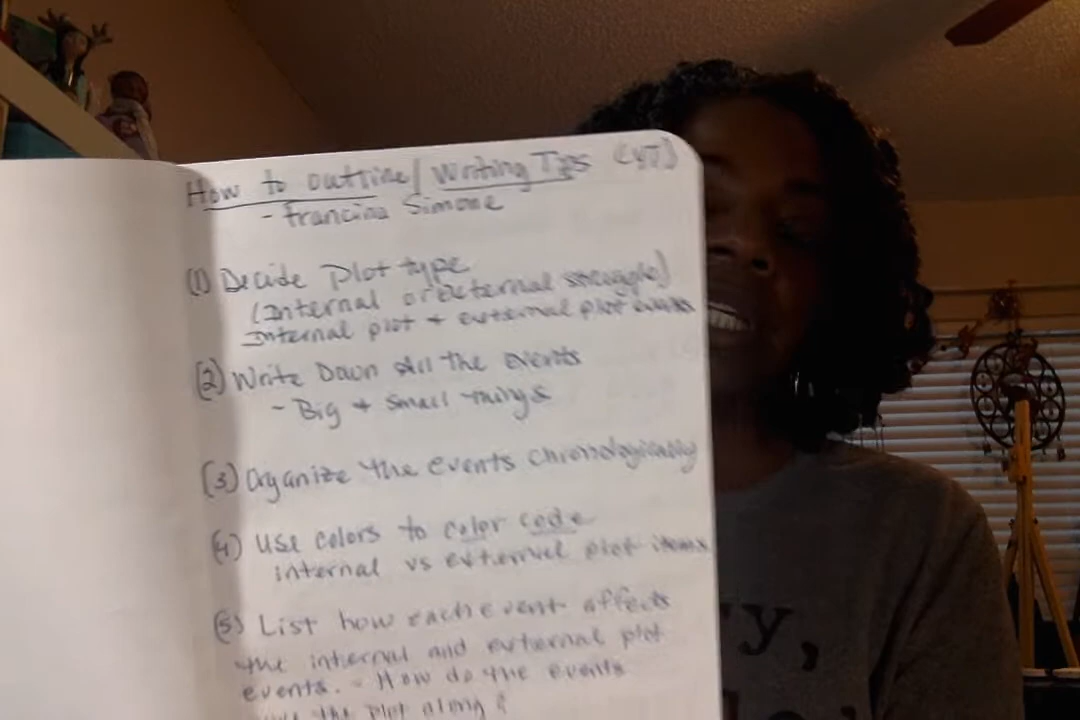 How to outline/ Writing Tips (YT)
- Francina Simone
(1) Decide Plot type
(Internal or external struggle)
Internal plot + external plot
(2) Write Down All the events
- Big + small things
(3) Organize the events chronologically
(4) Use colors to color code
internal vs external plot items
(5) List how each event affects
the internal and external plot
events. - How do the events
the plot along?
y,